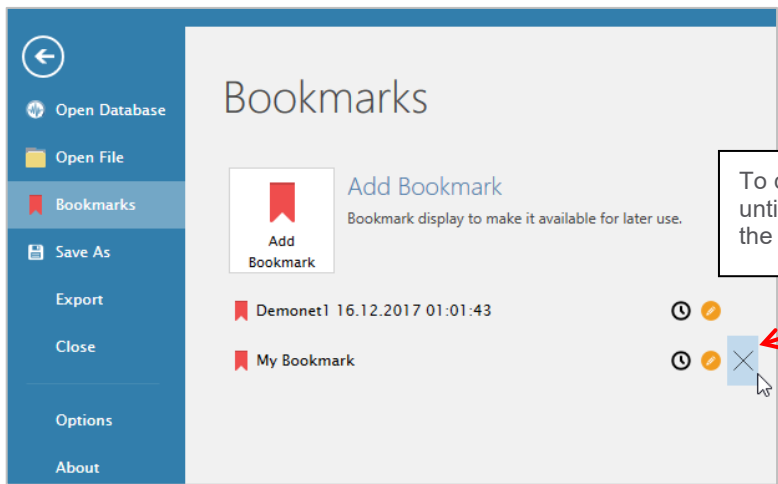 Open Database
Open File
Bookmarks
Save As
Export
Close
Options
About
Bookmarks
Add
Bookmark
Add Bookmark
Bookmark display to make it available for later use.
Demonet1 16.12.2017 01:01:43
My Bookmark
To
unti
the